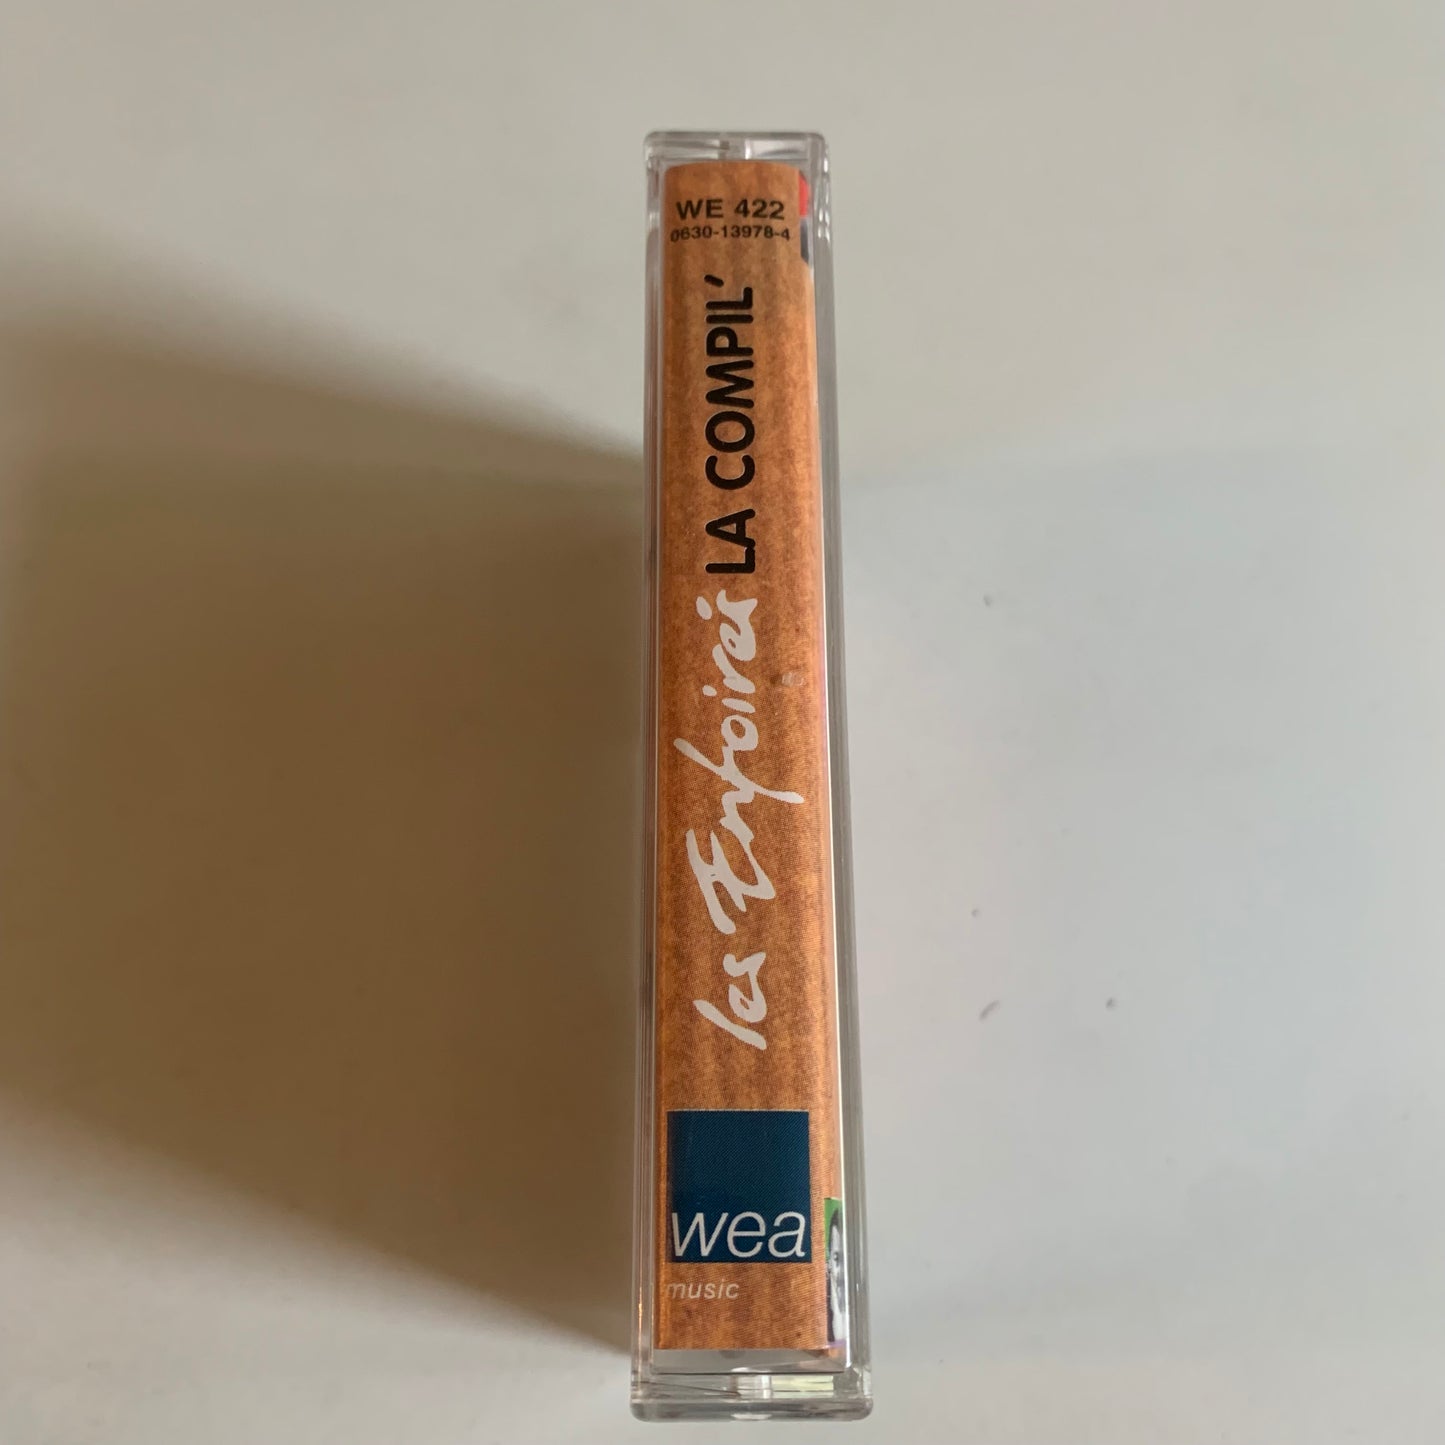 WE 422
0630-13978-4
les Enfoirés LA COMPIL'
wea
music